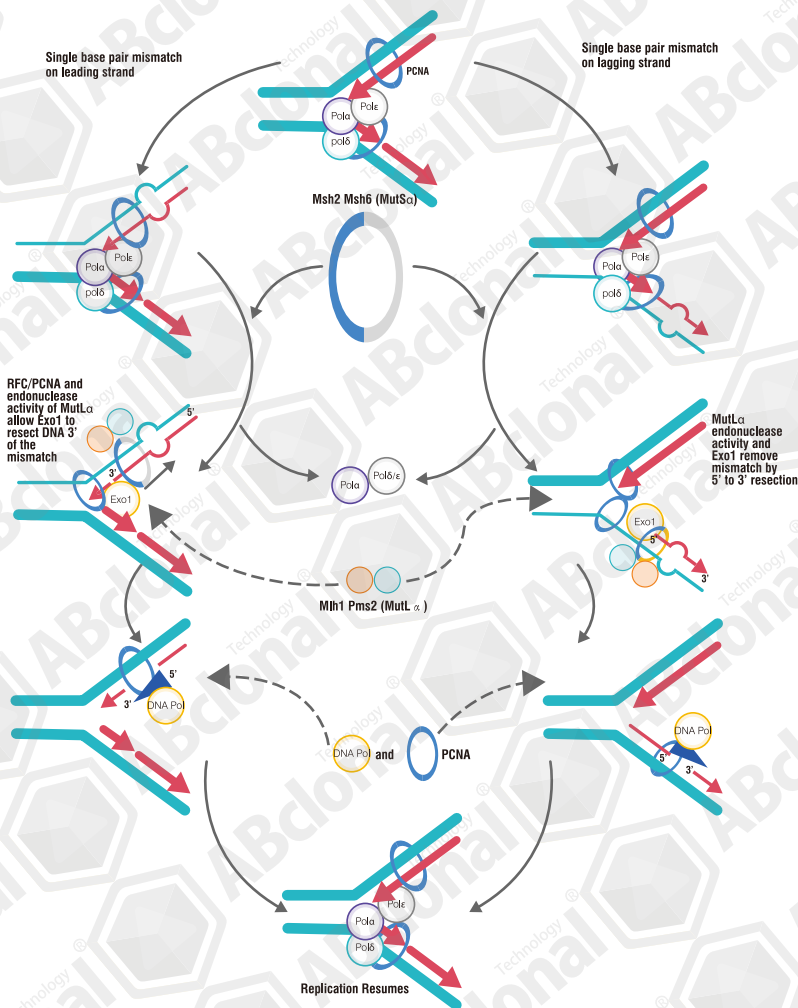 Single base pair mismatch
on leading strand
Single base pair mismatch
on lagging strand
PCNA
Polε
Polα
polδ
Msh2 Msh6 (MutSα)
Polε
Polα
polδ
Polε
Polα
polδ
RFC/PCNA and
endonuclease
activity of MutLα
allow Exo1 to
resect DNA 3'
of the
mismatch
5'
3'
Exo1
MutLα
endonuclease
activity and
Exo1 remove
mismatch by
5' to 3' resection
Polα
Polδ/ε
Exo1
5'
3'
Mlh1 Pms2 (MutL α )
5'
3'
DNA Pol
DNA Pol
5'
3'
DNA Pol and
PCNA
Polε
Polα
Polδ
Replication Resumes
ABclonal®
Technology